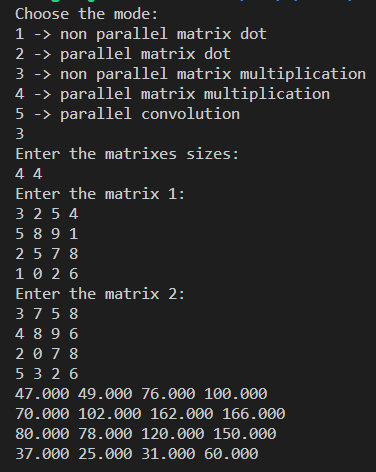 Choose the mode:
1 -> non parallel matrix dot
2 -> parallel matrix dot
3 -> non parallel matrix multiplication
4 -> parallel matrix multiplication
5 -> parallel convolution
3
Enter the matrixes sizes:
4 4
Enter the matrix 1:
3 2 5 4
5 8 9 1
2 5 7 8
1 0 2 6
Enter the matrix 2:
3 7 5 8
4 8 9 6
2 0 7 8
5 3 2 6
47.000 49.000 76.000 100.000
70.000 102.000 162.000 166.000
80.000 78.000 120.000 150.000
37.000 25.000 31.000 60.000